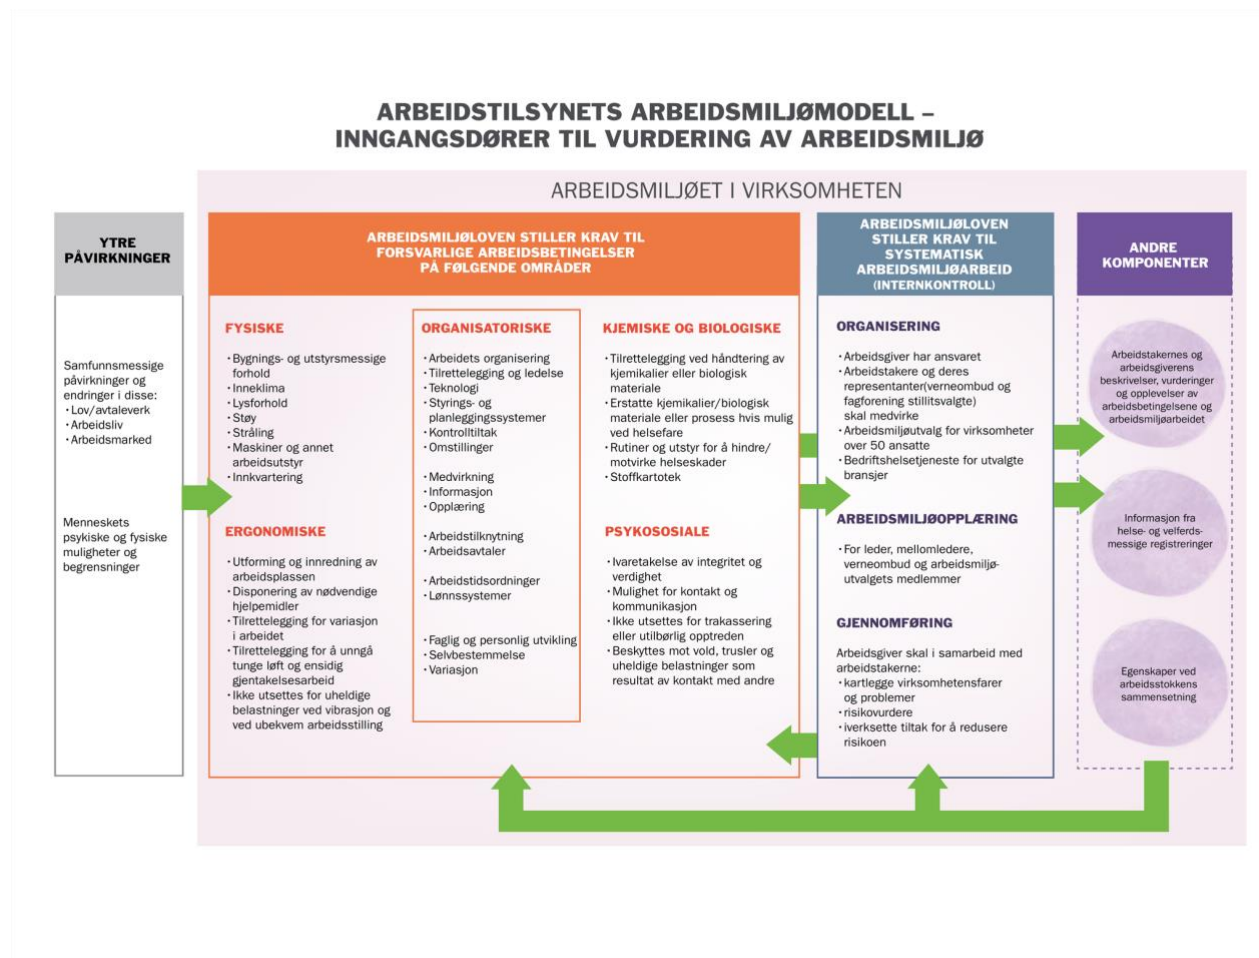 ARBEIDSTILSYNETS ARBEIDSMILJØMODELL –
INNGANGSDØRER TIL VURDERING AV ARBEIDSMILJØ
ARBEIDSMILJØET I VIRKSOMHETEN
YTRE
PÅVIRKNINGER
Samfunnsmessige
påvirkninger og
endringer i disse:
· Lov/avtaleverk
· Arbeidsliv
· Arbeidsmarked
Menneskets
psykiske og fysiske
muligheter og
begrensninger
ARBEIDSMILJØLOVEN STILLER KRAV TIL
FORSVARLIGE ARBEIDSBETINGELSER
PÅ FØLGENDE OMRÅDER
FYSISKE
· Bygnings- og utstyrsmessige
forhold
· Inneklima
· Lysforhold
· Støy
· Stråling
· Maskiner og annet
arbeidsutstyr
· Innkvartering
ERGONOMISKE
· Utforming og innredning av
arbeidsplassen
· Disponering av nødvendige
hjelpemidler
· Tilrettelegging for variasjon
i arbeidet
· Tilrettelegging for å unngå
tunge løft og ensidig
gjentakelsesarbeid
· Ikke utsettes for uheldige
belastninger ved vibrasjon og
ved ubekvem arbeidsstilling
ORGANISATORISKE
· Arbeidets organisering
· Tilrettelegging og ledelse
· Teknologi
· Styrings- og
planleggingssystemer
· Kontrolltiltak
· Omstillinger
· Medvirkning
· Informasjon
· Opplæring
· Arbeidstilknytning
· Arbeidsavtaler
· Arbeidstidsordninger
· Lønnssystemer
· Faglig og personlig utvikling
· Selvbestemmelse
· Variasjon
KJEMISKE OG BIOLOGISKE
· Tilrettelegging ved håndtering av
kjemikalier eller biologisk
materiale
· Erstatte kjemikalier/biologisk
materiale eller prosess hvis mulig
ved helsefare
· Rutiner og utstyr for å hindre/
motvirke helseskader
· Stoffkartotek
PSYKOSOSIALE
· Ivaretakelse av integritet og
verdighet
· Mulighet for kontakt og
kommunikasjon
· Ikke utsettes for trakassering
eller utilbørlig opptreden
· Beskyttes mot vold, trusler og
uheldige belastninger som
resultat av kontakt med andre
ARBEIDSMILJØLOVEN
STILLER KRAV TIL
SYSTEMATISK
ARBEIDSMILJØARBEID
(INTERNKONTROLL)
ORGANISERING
· Arbeidsgiver har ansvaret
· Arbeidstakere og deres
representanter(verneombud og
fagforening stillitsvalgte)
skal medvirke
· Arbeidsmiljøutvalg for virksomheter
over 50 ansatte
· Bedriftshelsetjeneste for utvalgte
bransjer
ARBEIDSMILJØOPPLÆRING
· For leder, mellomledere,
verneombud og arbeidsmiljø-
utvalgets medlemmer
GJENNOMFØRING
Arbeidsgiver skal i samarbeid med
arbeidstakerne:
· kartlegge virksomhetensfarer
og problemer
· risikovurdere
· iverksette tiltak for å redusere
risikoen
ANDRE
KOMPONENTER
Arbeidstakernes og
arbeidsgiverens
beskrivelser, vurderinger
og opplevelser av
arbeidsbetingelsene og
arbeidsmiljøarbeidet
Informasjon fra
helse- og velferds-
messige registreringer
Egenskaper ved
arbeidsstokkens
sammensetning